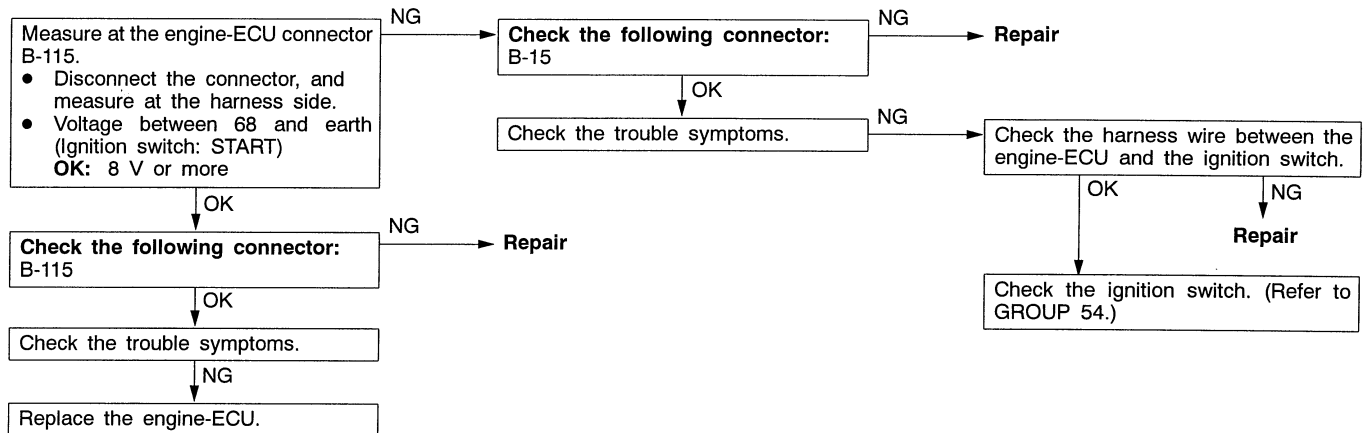 Measure at the engine-ECU connector
B-115.
● Disconnect the connector, and
measure at the harness side.
● Voltage between 68 and earth
(Ignition switch: START)
OK: 8 V or more
NG
Check the following connector:
B-15
NG
Repair
OK
Check the trouble symptoms.
NG
Check the harness wire between the
engine-ECU and the ignition switch.
OK
NG
Repair
Check the ignition switch. (Refer to
GROUP 54.)
OK
Check the following connector:
B-115
NG
Repair
OK
Check the trouble symptoms.
NG
Replace the engine-ECU.